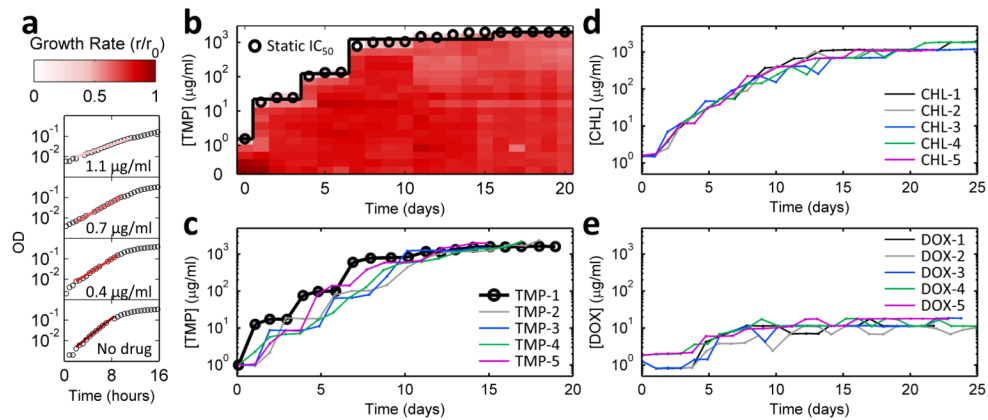 a
Growth Rate (r/r0)
0 0.5 1
10⁻¹
10⁻²
1.1 µg/ml
10⁻¹
10⁻²
0.7 µg/ml
10⁻¹
10⁻²
0.4 µg/ml
10⁻¹
10⁻²
No drug
OD
0 4 8 12 16
Time (hours)
b
Static IC50
[TMP] (µg/ml)
10³
10²
10¹
10⁰
0
0 5 10 15 20
Time (days)
c
[TMP] (µg/ml)
10³
10²
10¹
10⁰
TMP-1
TMP-2
TMP-3
TMP-4
TMP-5
0 5 10 15 20
Time (days)
d
[CHL] (µg/ml)
10³
10²
10¹
10⁰
CHL-1
CHL-2
CHL-3
CHL-4
CHL-5
0 5 10 15 20 25
Time (days)
e
[DOX] (µg/ml)
10³
10²
10¹
10⁰
DOX-1
DOX-2
DOX-3
DOX-4
DOX-5
0 5 10 15 20 25
Time (days)